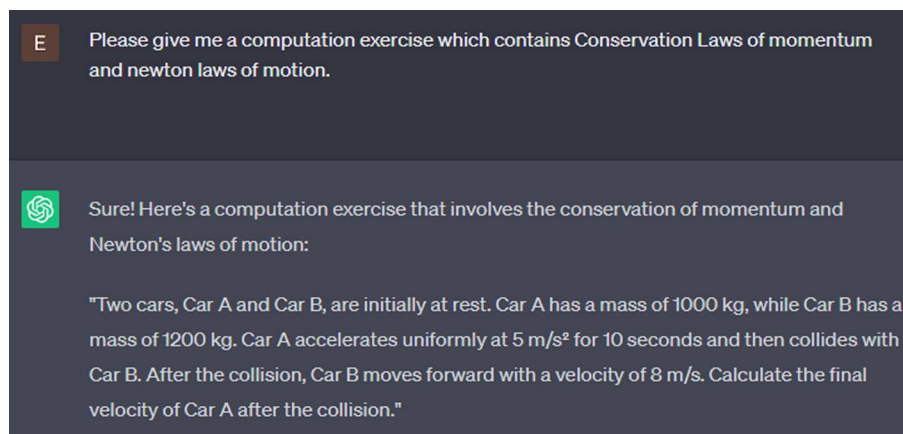 E
Please give me a computation exercise which contains Conservation Laws of momentum
and newton laws of motion.
Sure! Here's a computation exercise that involves the conservation of momentum and
Newton's laws of motion:
"Two cars, Car A and Car B, are initially at rest. Car A has a mass of 1000 kg, while Car B has a
mass of 1200 kg. Car A accelerates uniformly at 5 m/s² for 10 seconds and then collides with
Car B. After the collision, Car B moves forward with a velocity of 8 m/s. Calculate the final
velocity of Car A after the collision."